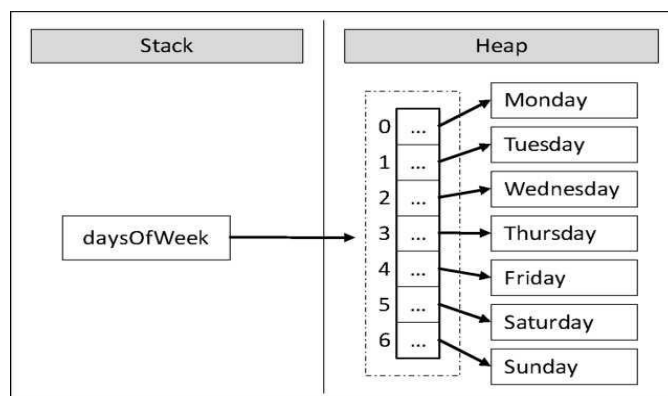 Stack
Heap
daysOfWeek
0 ... Monday
1 ... Tuesday
2 ... Wednesday
3 ... Thursday
4 ... Friday
5 ... Saturday
6 ... Sunday